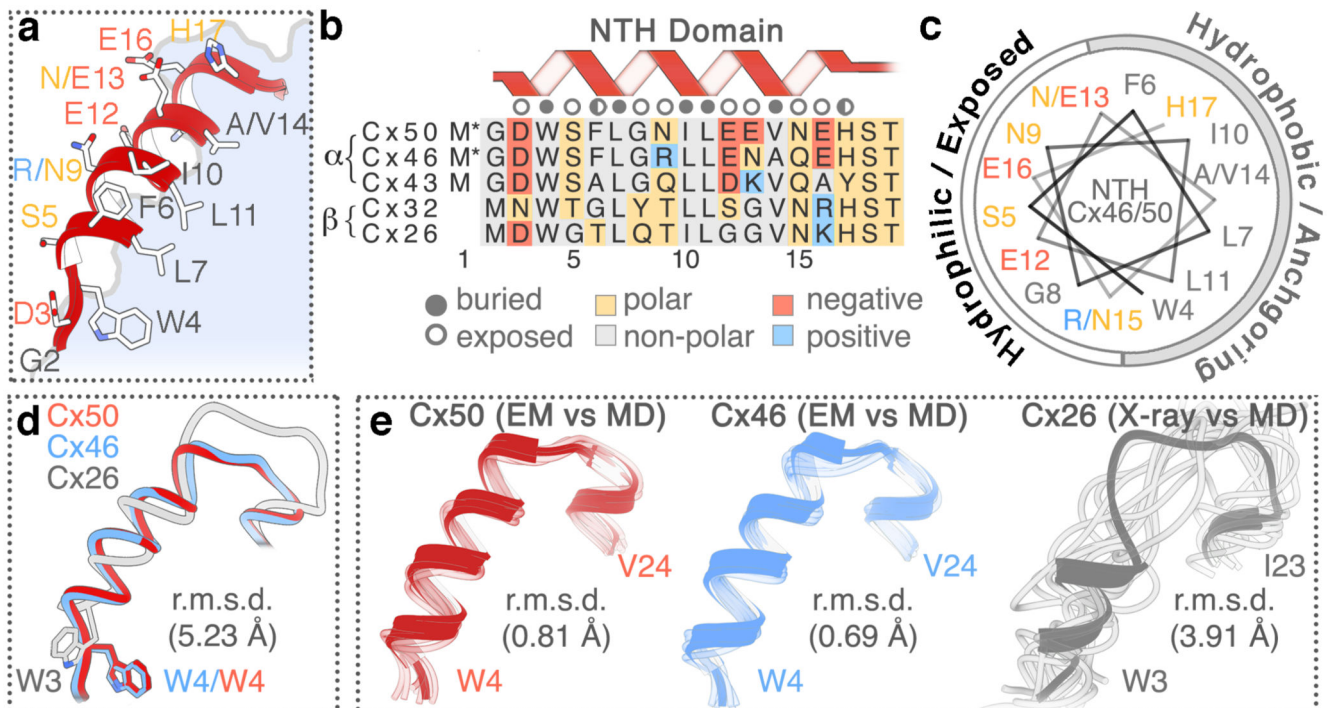 a
H17
E16
N/E13
E12
A/V14
R/N9
I10
F6
S5
L11
L7
D3
W4
G2
b
NTH Domain
α
Cx50 M* G D W S F L G N I L E E V N E H S T
Cx46 M* G D W S F L G R L L E N A Q E H S T
Cx43 M G D W S A L G Q L L D K V Q A Y S T
β
Cx32 M N W T G L Y T L L S G V N R H S T
Cx26 M D W G T L Q T I L G G V N K H S T
1 5 10 15
buried polar negative
exposed non-polar positive
c
Hydrophilic / Exposed
Hydrophobic / Anchgoring
F6
N/E13
H17
N9
I10
E16
A/V14
NTH
Cx46/50
S5
L7
E12
L11
G8
W4
R/N15
d
Cx50
Cx46
Cx26
r.m.s.d.
(5.23 Å)
W3
W4/W4
e
Cx50 (EM vs MD)
V24
r.m.s.d.
(0.81 Å)
W4
Cx46 (EM vs MD)
V24
r.m.s.d.
(0.69 Å)
W4
Cx26 (X-ray vs MD)
I23
r.m.s.d.
(3.91 Å)
W3